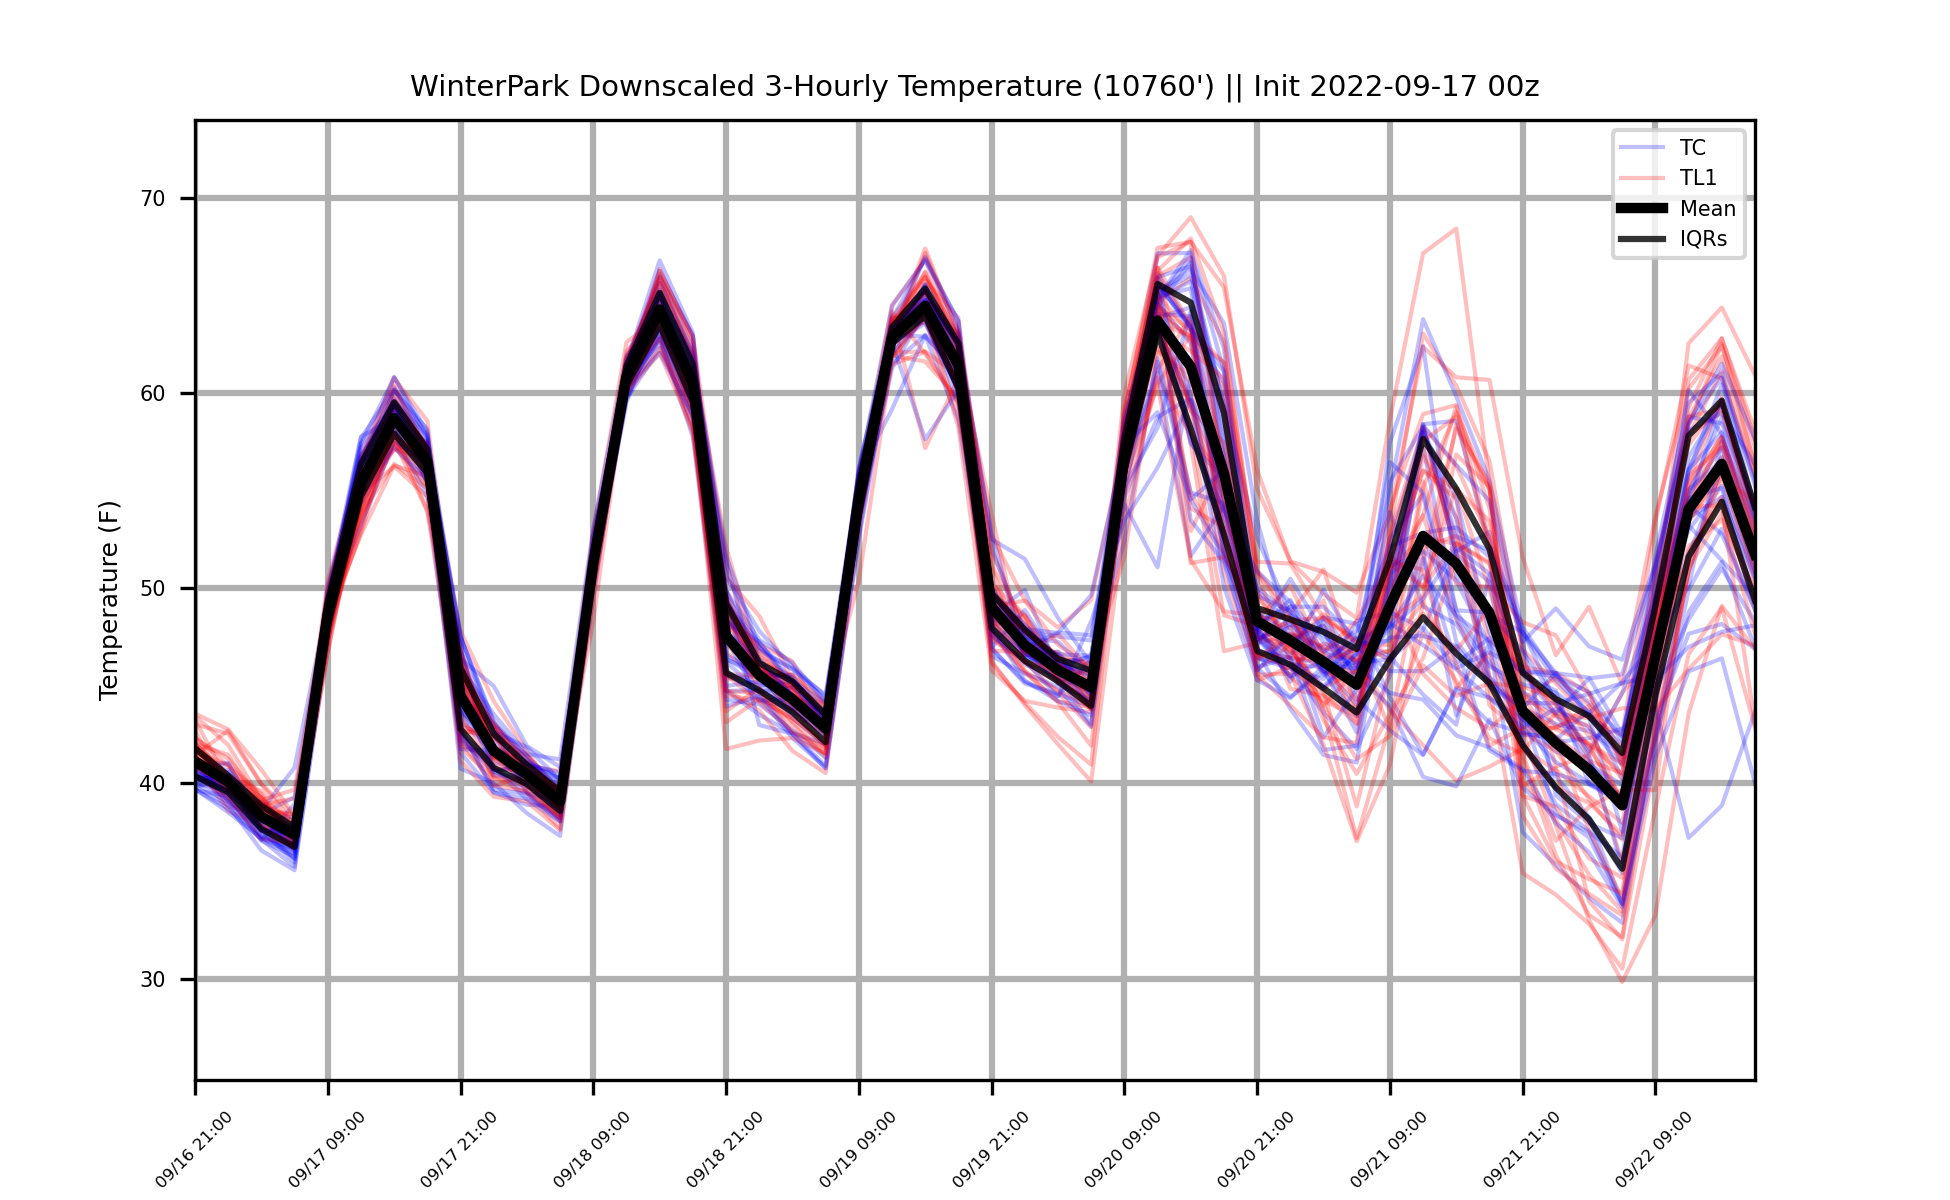 WinterPark Downscaled 3-Hourly Temperature (10760') || Init 2022-09-17 00z
TC
TL1
Mean
IQRs
Temperature (F)
70
60
50
40
30
09/16 21:00
09/17 09:00
09/17 21:00
09/18 09:00
09/18 21:00
09/19 09:00
09/19 21:00
09/20 09:00
09/20 21:00
09/21 09:00
09/21 21:00
09/22 09:00